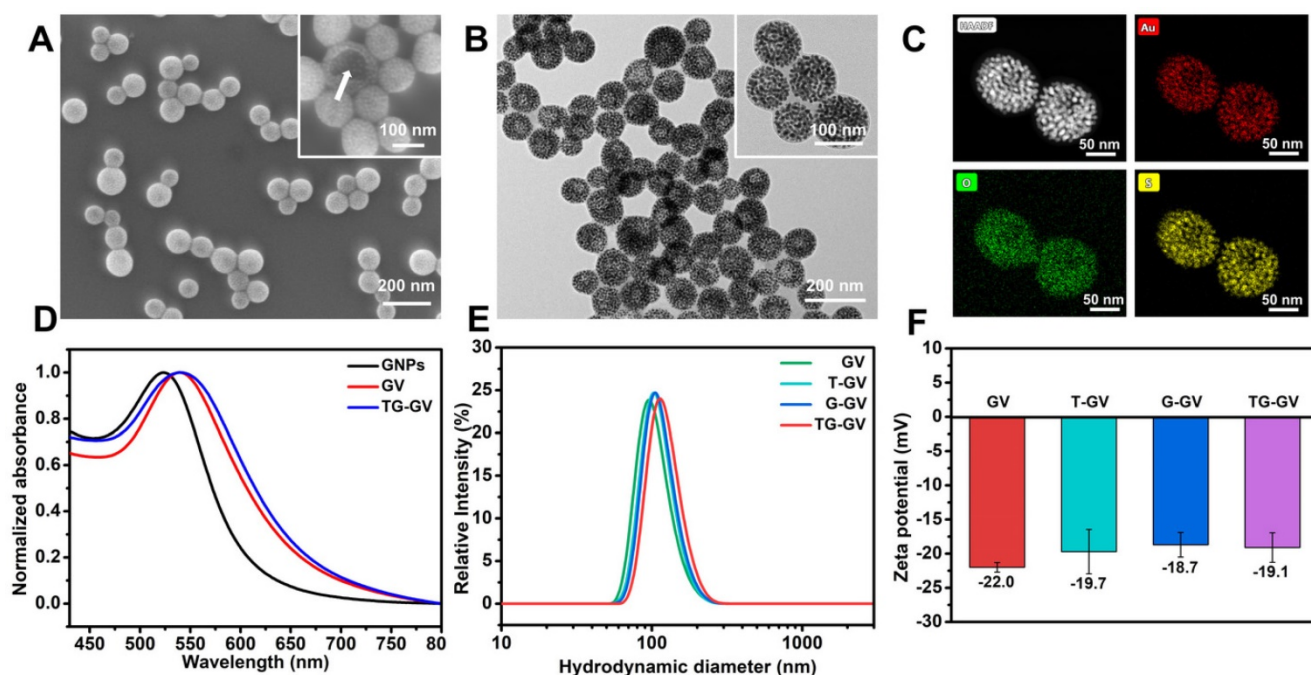 A
100 nm
200 nm
B
100 nm
200 nm
C
HAADF
50 nm
Au
50 nm
O
50 nm
S
50 nm
D
GNPs
GV
TG-GV
Normalized absorbance
1.0
0.8
0.6
0.4
0.2
0.0
450 500 550 600 650 700 750 80
Wavelength (nm)
E
GV
T-GV
G-GV
TG-GV
Relative Intensity (%)
30
25
20
15
10
5
0
10 100 1000
Hydrodynamic diameter (nm)
F
Zeta potential (mV)
10
5
0
-5
-10
-15
-20
-25
-30
GV T-GV G-GV TG-GV
-22.0 -19.7 -18.7 -19.1